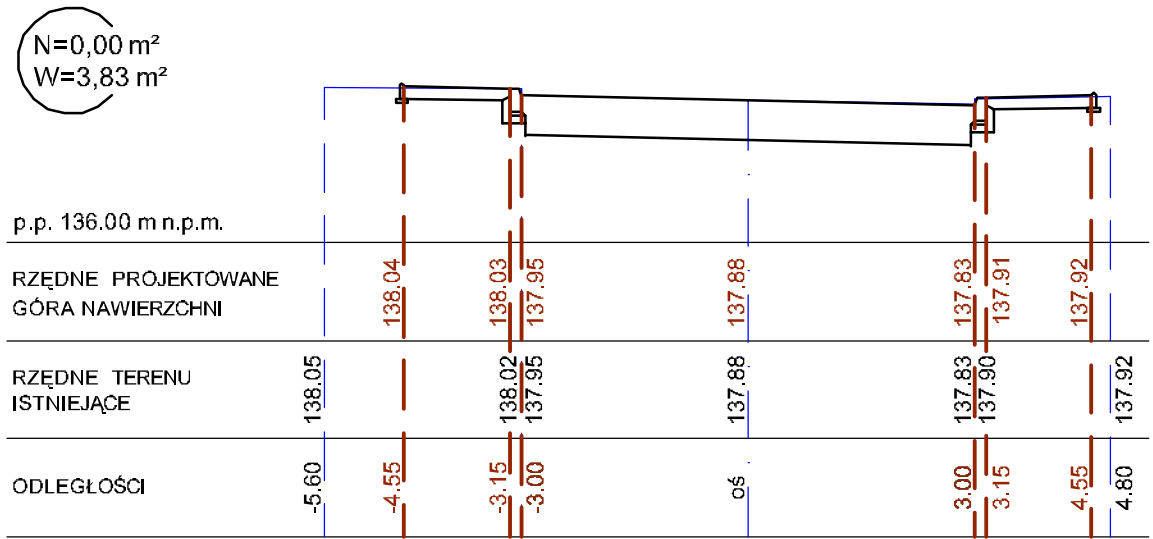 N=0,00 m²
W=3,83 m²
p.p. 136.00 m n.p.m.
RZĘDNE PROJEKTOWANE
GÓRA NAWIERZCHNI
138.04
138.03
137.95
137.88
137.83
137.91
137.92
RZĘDNE TERENU
ISTNIEJĄCE
138.05
138.02
137.95
137.88
137.83
137.90
137.92
ODLEGŁOŚCI
-5.60
-4.55
-3.15
-3.00
oś
3.00
3.15
4.55
4.80